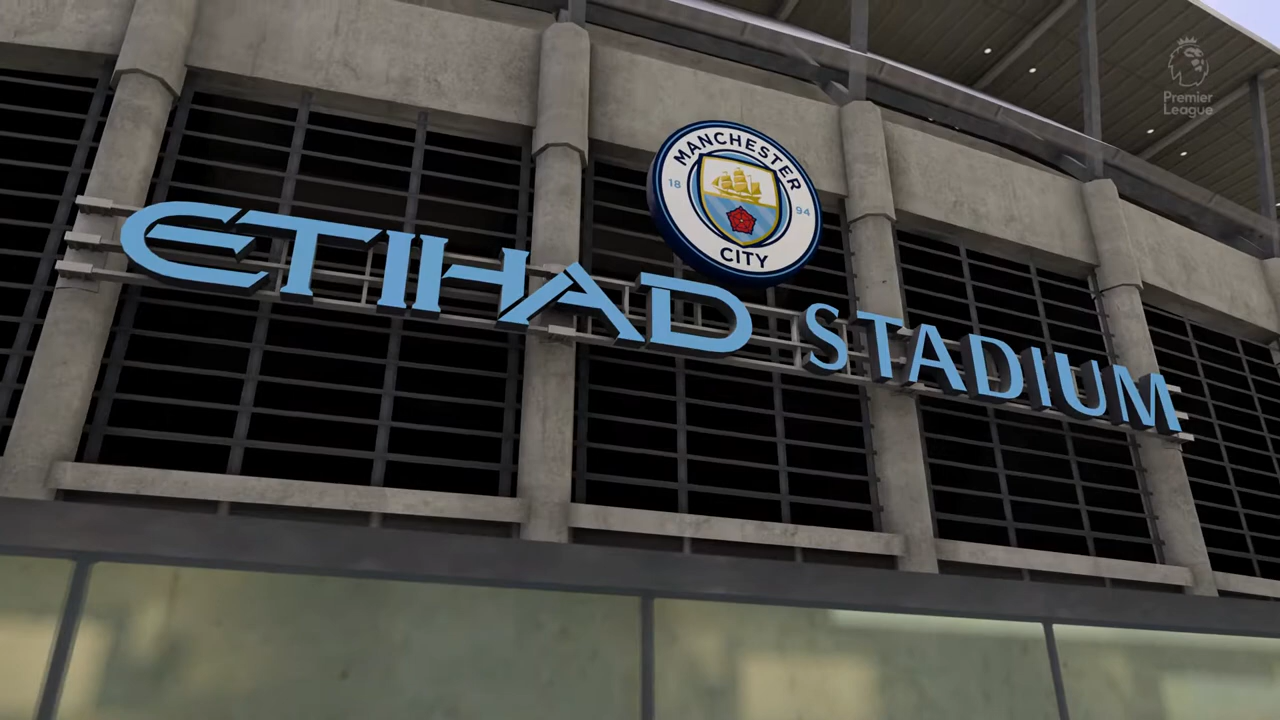 Premier
League
MANCHESTER
18 94
CITY
ETIHAD STADIUM